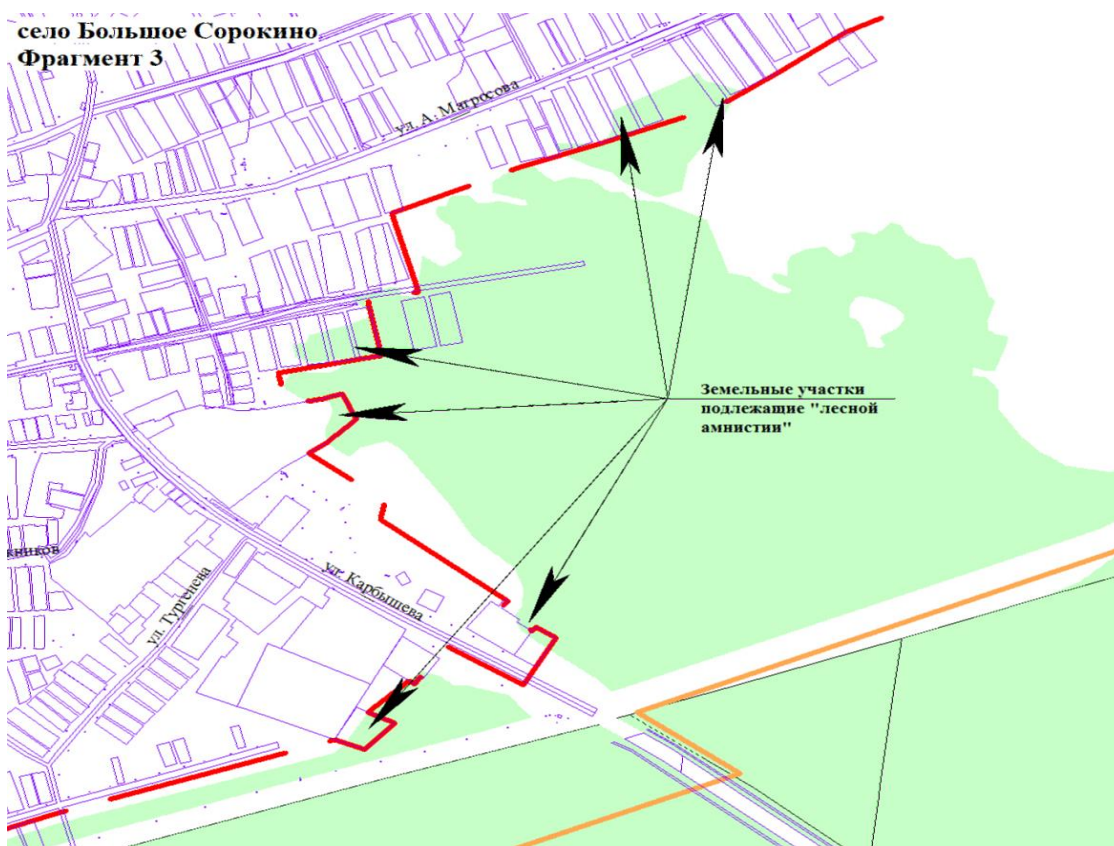 село Большое Сорокино
Фрагмент 3
ул. А. Матросова
Земельные участки
подлежащие "лесной
амнистии"
ул. Карбышева
ул. Тургенева